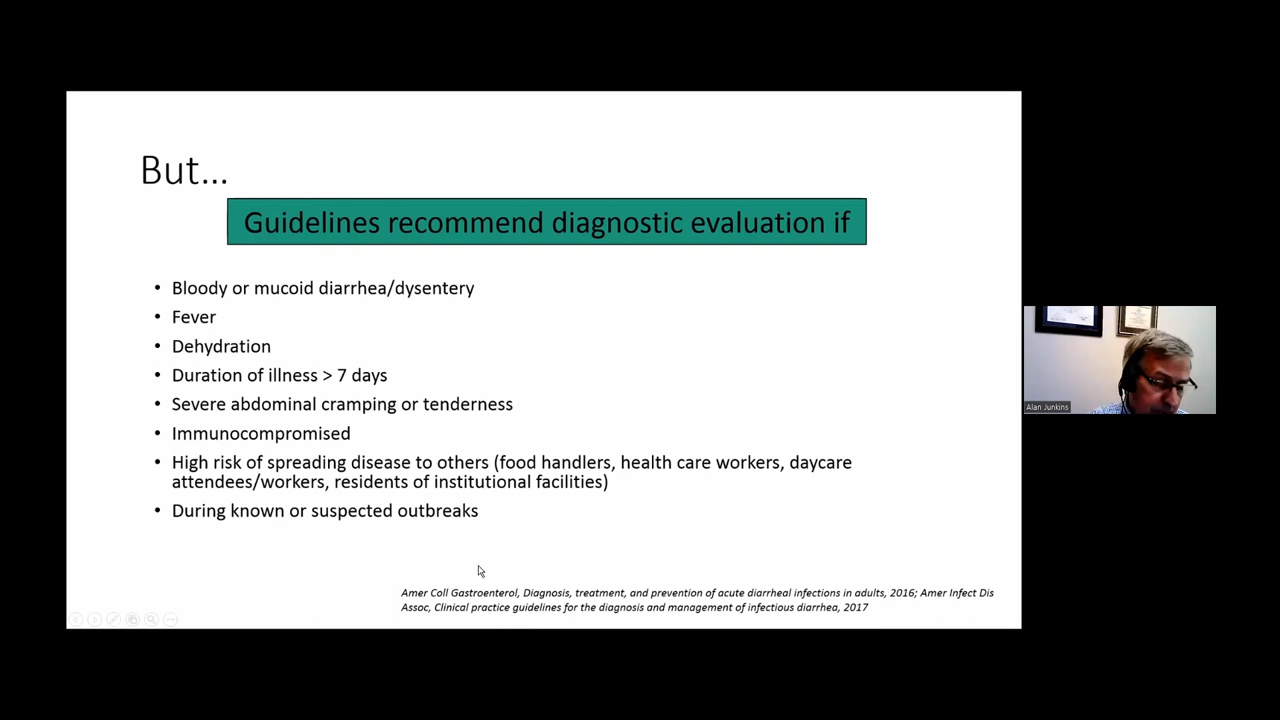 But...
Guidelines recommend diagnostic evaluation if
• Bloody or mucoid diarrhea/dysentery
• Fever
• Dehydration
• Duration of illness > 7 days
• Severe abdominal cramping or tenderness
• Immunocompromised
• High risk of spreading disease to others (food handlers, health care workers, daycare
attendees/workers, residents of institutional facilities)
• During known or suspected outbreaks
Amer Coll Gastroenterol, Diagnosis, treatment, and prevention of acute diarrheal infections in adults, 2016; Amer Infect Dis
Assoc, Clinical practice guidelines for the diagnosis and management of infectious diarrhea, 2017
Alan Junkins